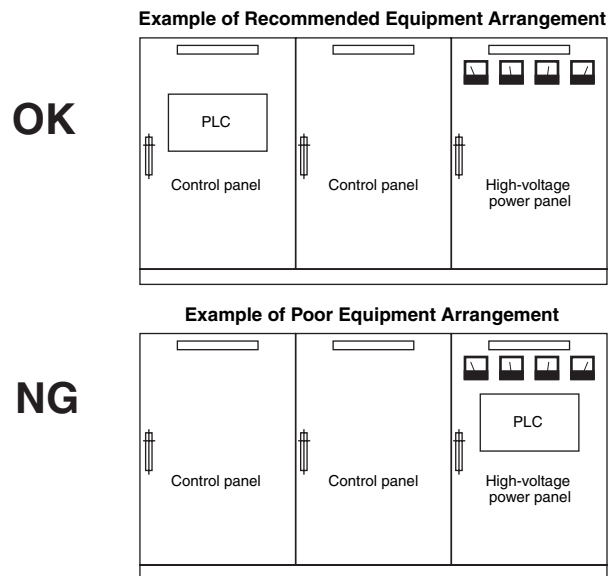 Example of Recommended Equipment Arrangement
OK
PLC
Control panel
Control panel
High-voltage
power panel
Example of Poor Equipment Arrangement
NG
PLC
Control panel
Control panel
High-voltage
power panel